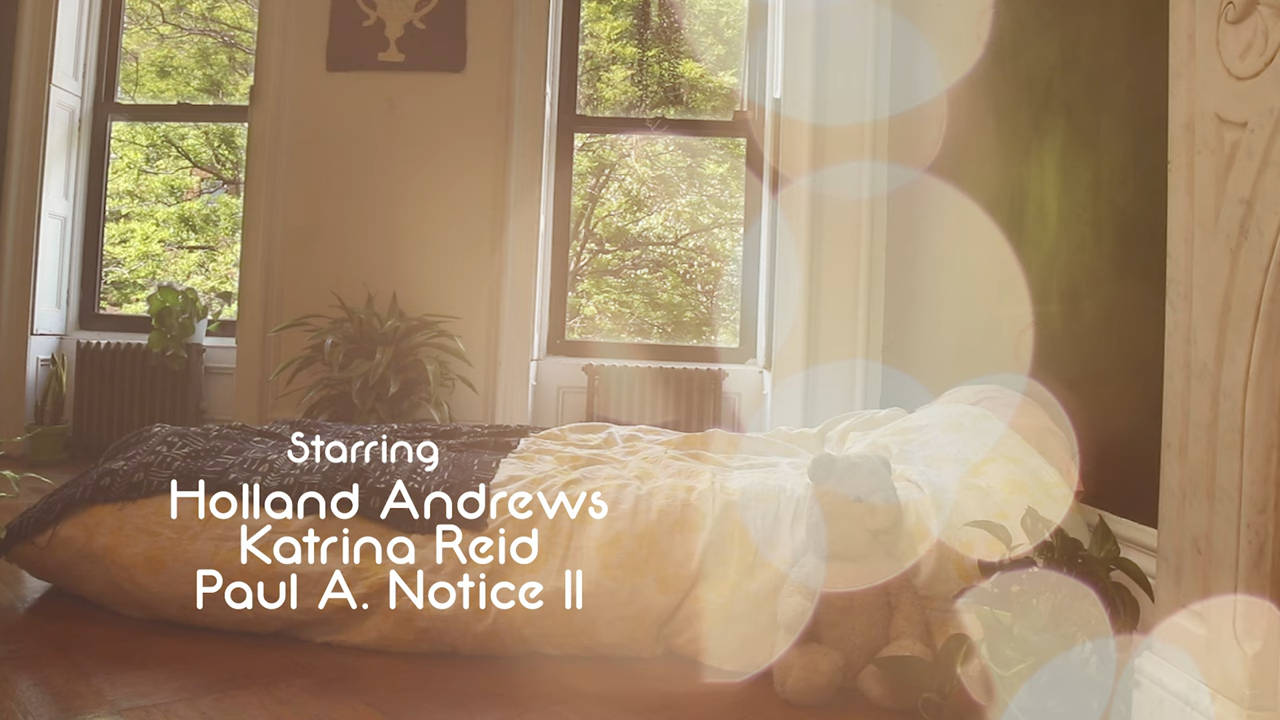 Starring
Holland Andrews
Katrina Reid
Paul A. Notice II